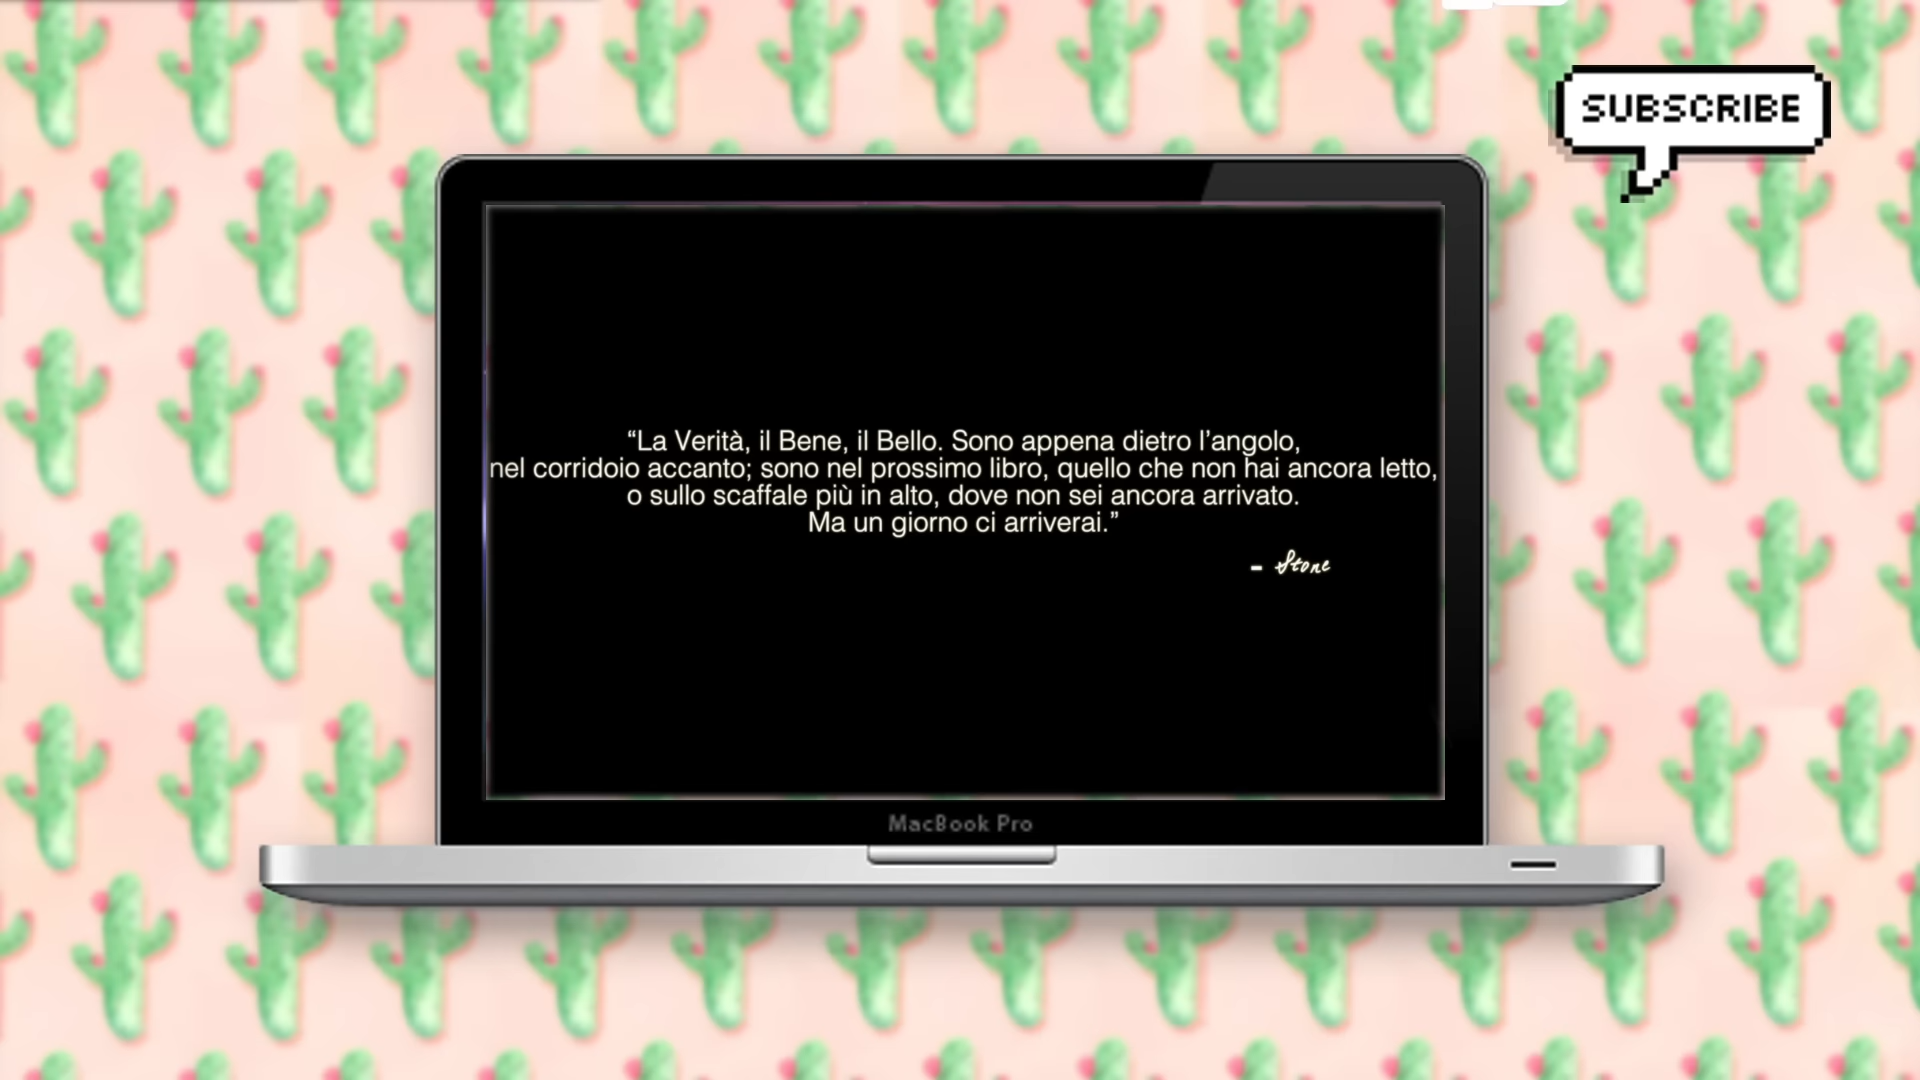 SUBSCRIBE
“La Verità, il Bene, il Bello. Sono appena dietro l’angolo,
nel corridoio accanto; sono nel prossimo libro, quello che non hai ancora letto,
o sullo scaffale più in alto, dove non sei ancora arrivato.
Ma un giorno ci arriverai.”
- Stone
MacBook Pro